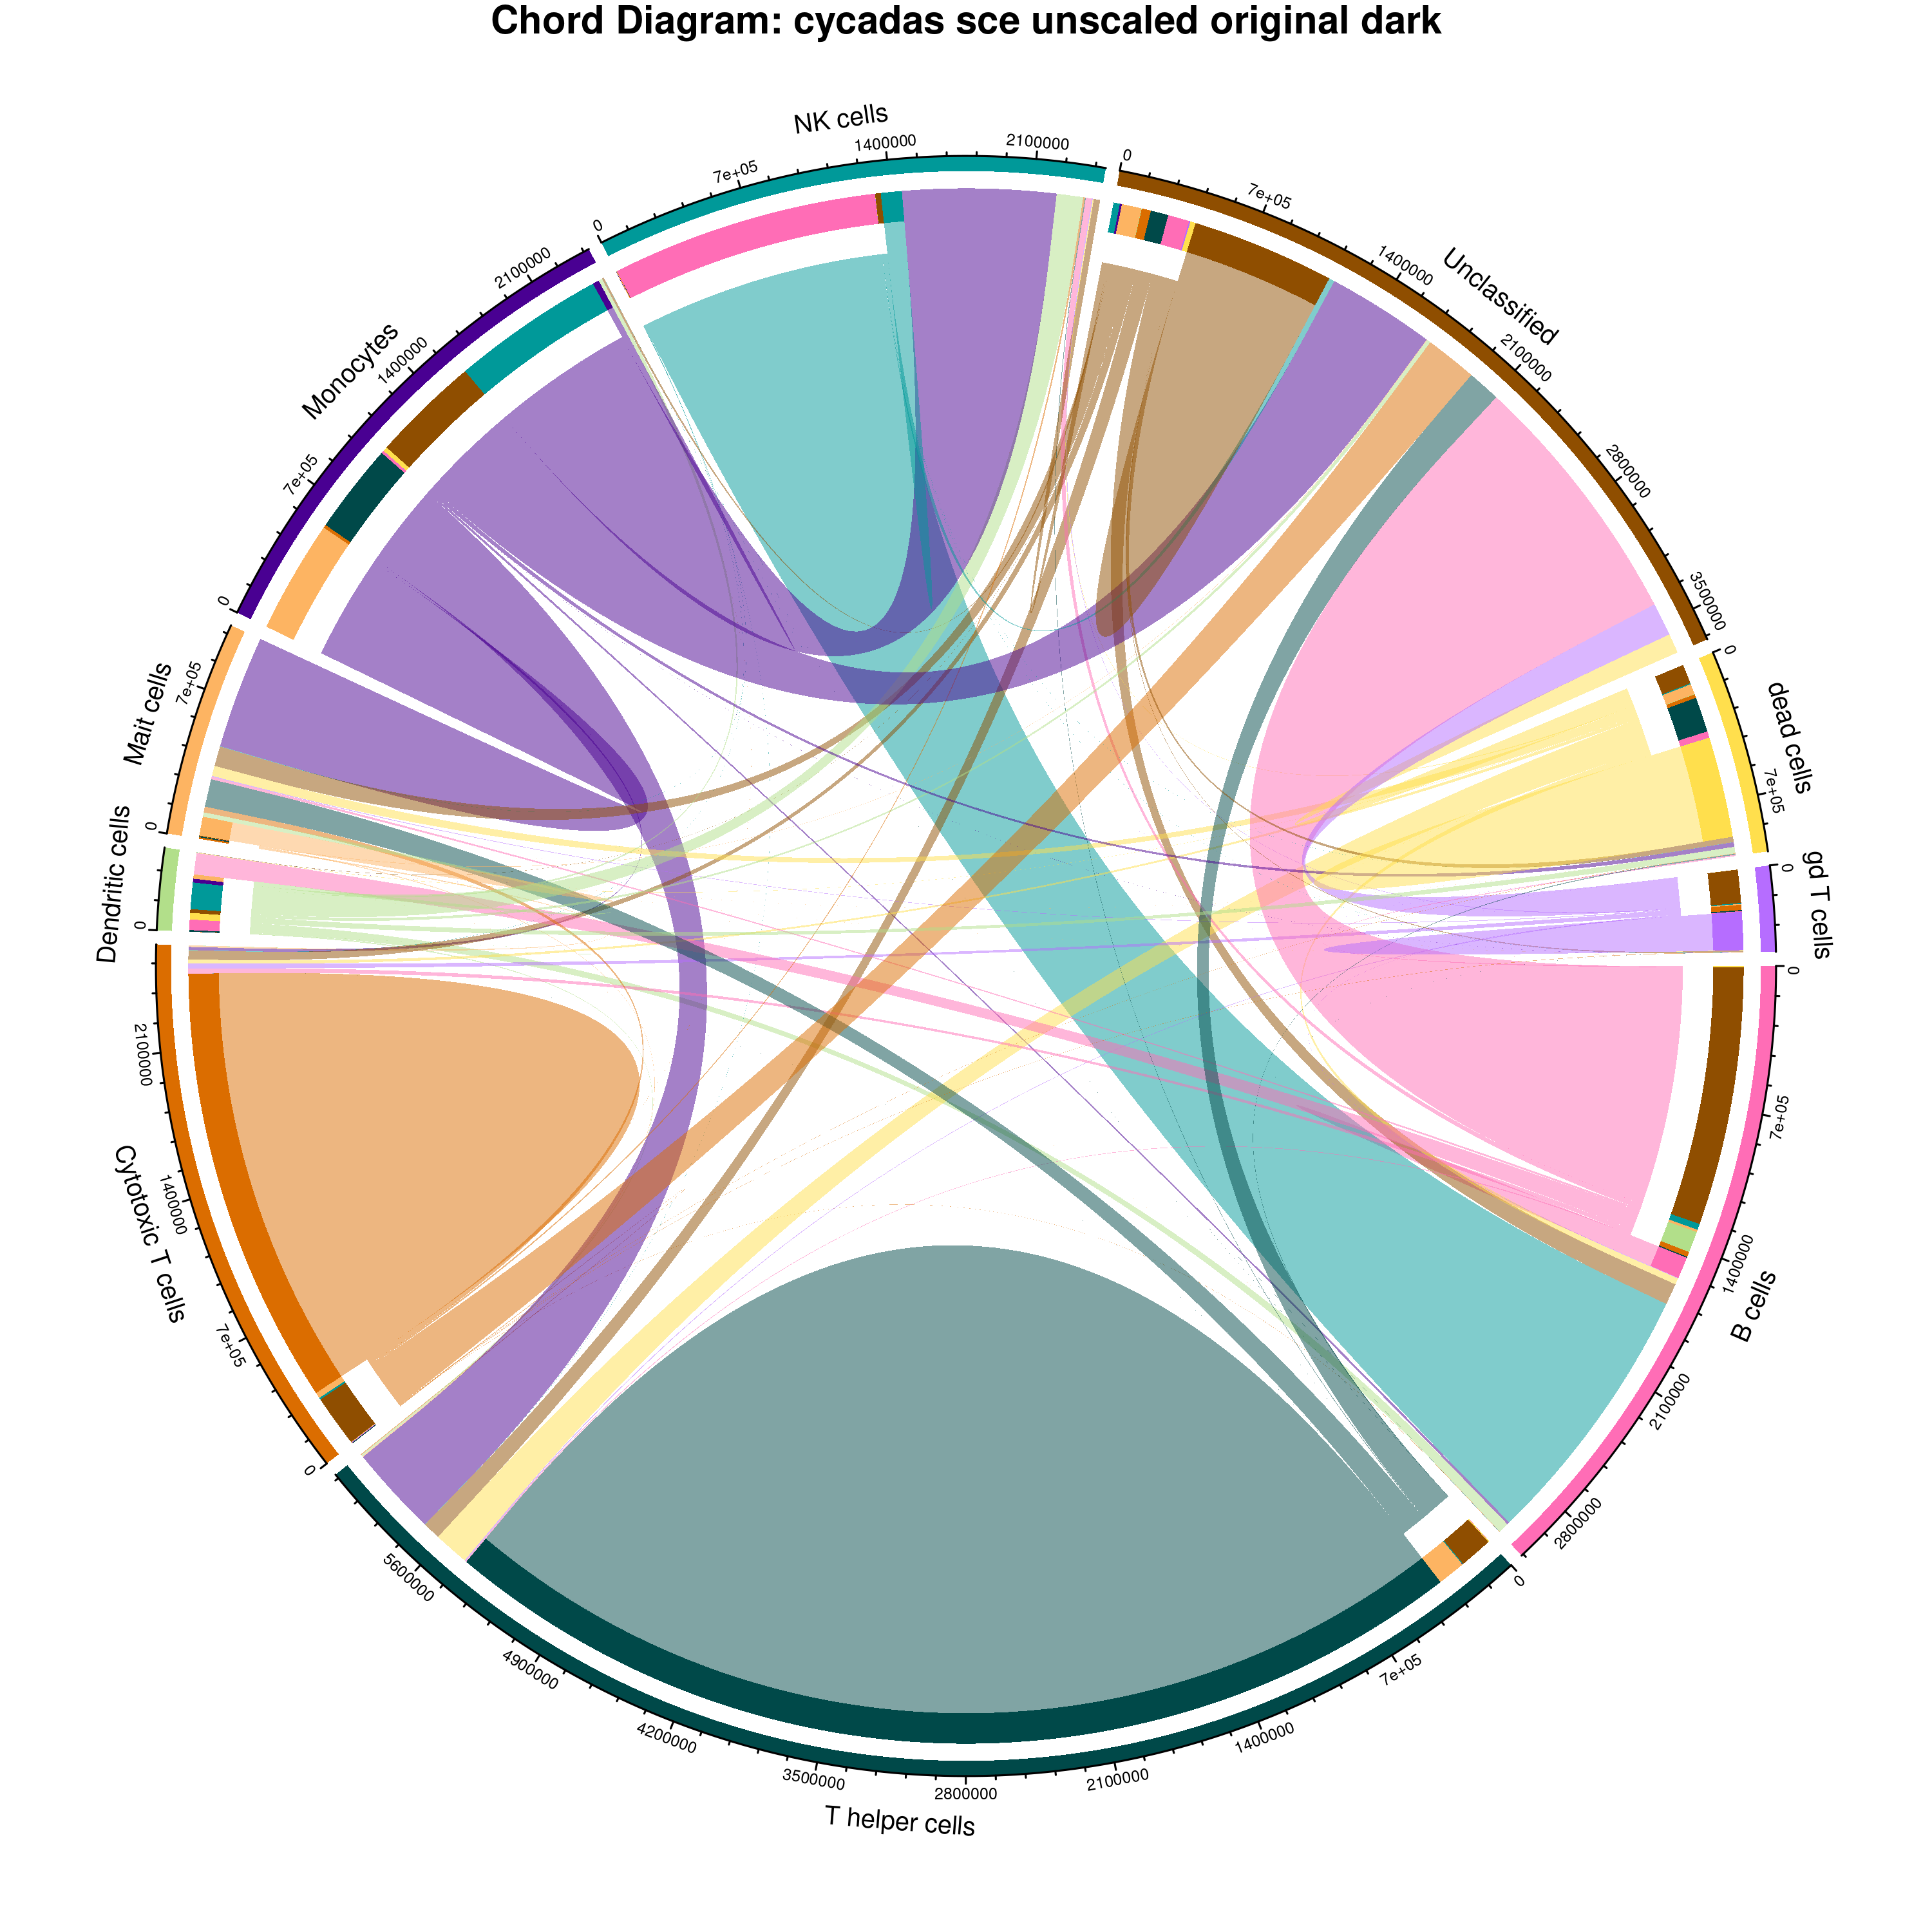 Chord Diagram: cycadas sce unscaled original dark
NK cells
0
7e+05
1400000
2100000
Unclassified
0
7e+05
1400000
2100000
2800000
3500000
dead cells
0
7e+05
gd T cells
0
B cells
0
7e+05
1400000
2100000
2800000
T helper cells
0
7e+05
1400000
2100000
2800000
3500000
4200000
4900000
5600000
Cytotoxic T cells
0
7e+05
1400000
2100000
Dendritic cells
0
Mait cells
0
7e+05
Monocytes
0
7e+05
1400000
2100000